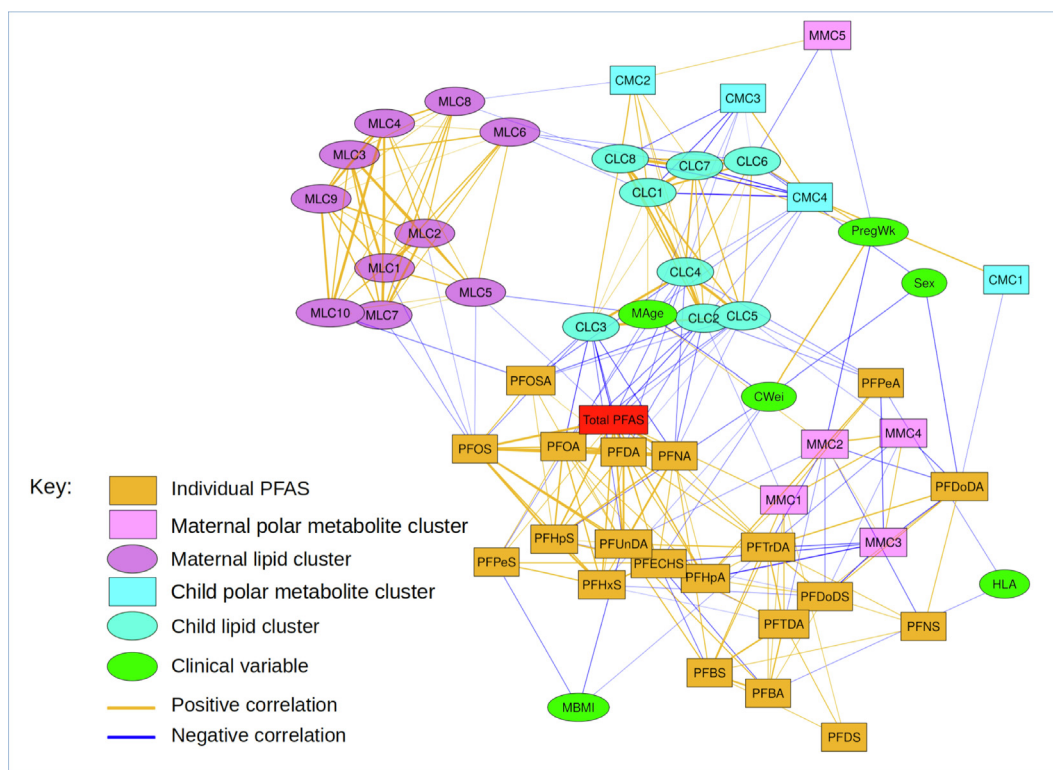 MMC5
CMC2
CMC3
MLC8
MLC4
MLC6
MLC3
CLC8
CLC7
CLC6
CLC1
CMC4
MLC9
MLC2
PregWk
MLC1
CLC4
Sex
CMC1
MLC5
MLC10
MLC7
CLC3
MAge
CLC2
CLC5
PFOSA
PFPeA
CWei
Total PFAS
PFOS
PFOA
PFDA
PFNA
MMC2
MMC4
PFDoDA
MMC1
Key:
Individual PFAS
Maternal polar metabolite cluster
Maternal lipid cluster
Child polar metabolite cluster
Child lipid cluster
Clinical variable
Positive correlation
Negative correlation
PFHpS
PFUnDA
PFTrDA
MMC3
PFPeS
PFECHS
PFHxS
PFHpA
PFDoDS
HLA
PFTDA
PFNS
PFBS
PFBA
MBMI
PFDS